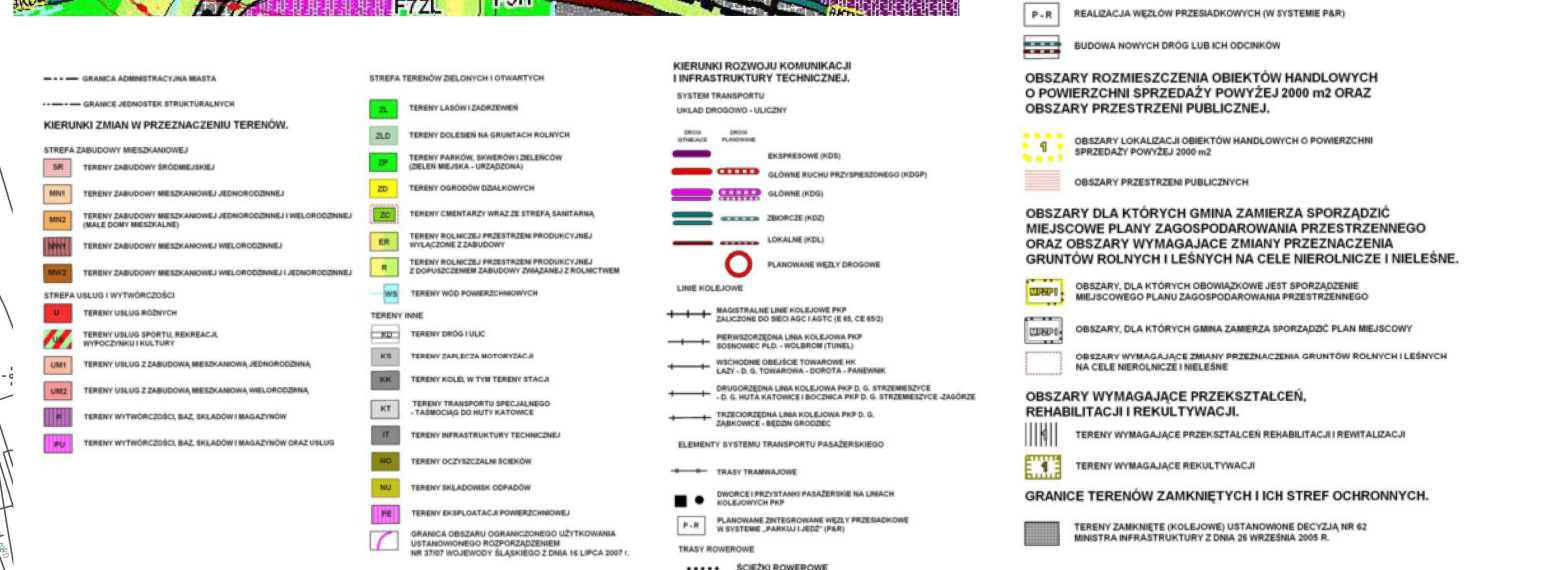 F7ZL
GRANICA ADMINISTRACYJNA MIASTA
GRANICE JEDNOSTEK STRUKTURALNYCH
KIERUNKI ZMIAN W PRZEZNACZENIU TERENÓW.
STREFA ZABUDOWY MIESZKANIOWEJ
SR TERENY ZABUDOWY ŚRÓDMIEJSKIEJ
MN1 TERENY ZABUDOWY MIESZKANIOWEJ JEDNORODZINNEJ
MN2 TERENY ZABUDOWY MIESZKANIOWEJ JEDNORODZINNEJ I WIELORODZINNEJ
(MAŁE DOMY MIESZKALNE)
TERENY ZABUDOWY MIESZKANIOWEJ WIELORODZINNEJ
MW2 TERENY ZABUDOWY MIESZKANIOWEJ WIELORODZINNEJ I JEDNORODZINNEJ
STREFA USŁUG I WYTWÓRCZOŚCI
U TERENY USŁUG RÓŻNYCH
TERENY USŁUG SPORTU, REKREACJI,
WYPOCZYNKU I KULTURY
UM1 TERENY USŁUG Z ZABUDOWĄ MIESZKANIOWĄ JEDNORODZINNĄ
UM2 TERENY USŁUG Z ZABUDOWĄ MIESZKANIOWĄ WIELORODZINNĄ
P TERENY WYTWÓRCZOŚCI, BAZ, SKŁADÓW I MAGAZYNÓW
PU TERENY WYTWÓRCZOŚCI, BAZ, SKŁADÓW I MAGAZYNÓW ORAZ USŁUG
STREFA TERENÓW ZIELONYCH I OTWARTYCH
ZL TERENY LASÓW I ZADRZEWIEŃ
ZLD TERENY DOLESIEŃ NA GRUNTACH ROLNYCH
ZP TERENY PARKÓW, SKWERÓW I ZIELEŃCÓW
(ZIELEŃ MIEJSKA - URZĄDZONA)
ZD TERENY OGRODÓW DZIAŁKOWYCH
ZC TERENY CMENTARZY WRAZ ZE STREFĄ SANITARNĄ
ER TERENY ROLNICZEJ PRZESTRZENI PRODUKCYJNEJ
WYŁĄCZONE Z ZABUDOWY
R TERENY ROLNICZEJ PRZESTRZENI PRODUKCYJNEJ
Z DOPUSZCZENIEM ZABUDOWY ZWIĄZANEJ Z ROLNICTWEM
WS TERENY WÓD POWIERZCHNIOWYCH
TERENY INNE
KD TERENY DRÓG I ULIC
KS TERENY ZAPLECZA MOTORYZACJI
KK TERENY KOLEI, W TYM TERENY STACJI
KT TERENY TRANSPORTU SPECJALNEGO
- TAŚMOCIĄG DO HUTY KATOWICE
IT TERENY INFRASTRUKTURY TECHNICZNEJ
NO TERENY OCZYSZCZALNI ŚCIEKÓW
NU TERENY SKŁADOWISK ODPADÓW
PE TERENY EKSPLOATACJI POWIERZCHNIOWEJ
GRANICA OBSZARU OGRANICZONEGO UŻYTKOWANIA
USTANOWIONEGO ROZPORZĄDZENIEM
NR 37/07 WOJEWODY ŚLĄSKIEGO Z DNIA 16 LIPCA 2007 r.
KIERUNKI ROZWOJU KOMUNIKACJI
I INFRASTRUKTURY TECHNICZNEJ.
SYSTEM TRANSPORTU
UKŁAD DROGOWO - ULICZNY
DROGI DROGI
ISTNIEJĄCE PLANOWANE
EKSPRESOWE (KDS)
GŁÓWNE RUCHU PRZYSPIESZONEGO (KDGP)
GŁÓWNE (KDG)
ZBIORCZE (KDZ)
LOKALNE (KDL)
PLANOWANE WĘZŁY DROGOWE
LINIE KOLEJOWE
MAGISTRALNE LINIE KOLEJOWE PKP
ZALICZONE DO SIECI AGC I AGTC (E 65, CE 65/2)
PIERWSZORZĘDNA LINIA KOLEJOWA PKP
SOSNOWIEC PŁD. - WOLBROM (TUNEL)
WSCHODNIE OBEJŚCIE TOWAROWE HK
ŁAZY - D. G. TOWAROWA - DOROTA - PANEWNIK
DRUGORZĘDNA LINIA KOLEJOWA PKP D. G. STRZEMIESZYCE
- D. G. HUTA KATOWICE I BOCZNICA PKP D. G. STRZEMIESZYCE -ZAGÓRZE
TRZECIORZĘDNA LINIA KOLEJOWA PKP D. G.
ZĄBKOWICE - BĘDZIN GRODZIEC
ELEMENTY SYSTEMU TRANSPORTU PASAŻERSKIEGO
TRASY TRAMWAJOWE
DWORCE I PRZYSTANKI PASAŻERSKIE NA LINIACH
KOLEJOWYCH PKP
P - R PLANOWANE ZINTEGROWANE WĘZŁY PRZESIADKOWE
W SYSTEMIE „PARKUJ I JEDŹ” (P&R)
TRASY ROWEROWE
ŚCIEŻKI ROWEROWE
P - R REALIZACJA WĘZŁÓW PRZESIADKOWYCH (W SYSTEMIE P&R)
BUDOWA NOWYCH DRÓG LUB ICH ODCINKÓW
OBSZARY ROZMIESZCZENIA OBIEKTÓW HANDLOWYCH
O POWIERZCHNI SPRZEDAŻY POWYŻEJ 2000 m2 ORAZ
OBSZARY PRZESTRZENI PUBLICZNEJ.
1 OBSZARY LOKALIZACJI OBIEKTÓW HANDLOWYCH O POWIERZCHNI
SPRZEDAŻY POWYŻEJ 2000 m2
OBSZARY PRZESTRZENI PUBLICZNYCH
OBSZARY DLA KTÓRYCH GMINA ZAMIERZA SPORZĄDZIĆ
MIEJSCOWE PLANY ZAGOSPODAROWANIA PRZESTRZENNEGO
ORAZ OBSZARY WYMAGAJACE ZMIANY PRZEZNACZENIA
GRUNTÓW ROLNYCH I LEŚNYCH NA CELE NIEROLNICZE I NIELEŚNE.
MPZP1 OBSZARY, DLA KTÓRYCH OBOWIĄZKOWE JEST SPORZĄDZENIE
MIEJSCOWEGO PLANU ZAGOSPODAROWANIA PRZESTRZENNEGO
MPZP1 OBSZARY, DLA KTÓRYCH GMINA ZAMIERZA SPORZĄDZIĆ PLAN MIEJSCOWY
OBSZARY WYMAGAJĄCE ZMIANY PRZEZNACZENIA GRUNTÓW ROLNYCH I LEŚNYCH
NA CELE NIEROLNICZE I NIELEŚNE
OBSZARY WYMAGAJĄCE PRZEKSZTAŁCEŃ,
REHABILITACJI I REKULTYWACJI.
TERENY WYMAGAJĄCE PRZEKSZTAŁCEŃ REHABILITACJI I REWITALIZACJI
1 TERENY WYMAGAJĄCE REKULTYWACJI
GRANICE TERENÓW ZAMKNIĘTYCH I ICH STREF OCHRONNYCH.
TERENY ZAMKNIĘTE (KOLEJOWE) USTANOWIONE DECYZJĄ NR 62
MINISTRA INFRASTRUKTURY Z DNIA 26 WRZEŚNIA 2005 R.